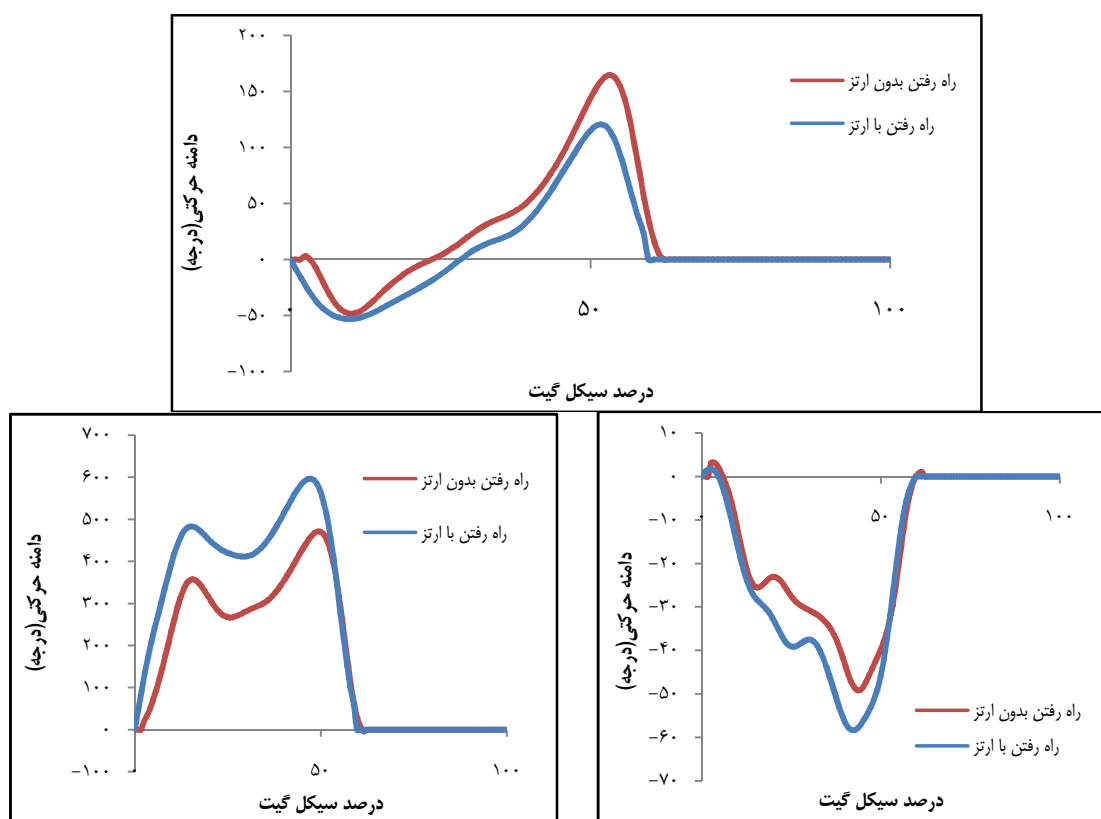 ۲۰۰
۱۵۰
۱۰۰
۵۰
۰
-۵۰
-۱۰۰
۰
۵۰
۱۰۰
راه رفتن بدون ارتز
راه رفتن با ارتز
دامنه حرکتی(درجه)
درصد سیکل گیت
۱۰
۰
-۱۰
-۲۰
-۳۰
-۴۰
-۵۰
-۶۰
-۷۰
۰
۵۰
۱۰۰
راه رفتن بدون ارتز
راه رفتن با ارتز
دامنه حرکتی(درجه)
درصد سیکل گیت
۷۰۰
۶۰۰
۵۰۰
۴۰۰
۳۰۰
۲۰۰
۱۰۰
۰
-۱۰۰
۰
۵۰
۱۰۰
راه رفتن بدون ارتز
راه رفتن با ارتز
دامنه حرکتی(درجه)
درصد سیکل گیت